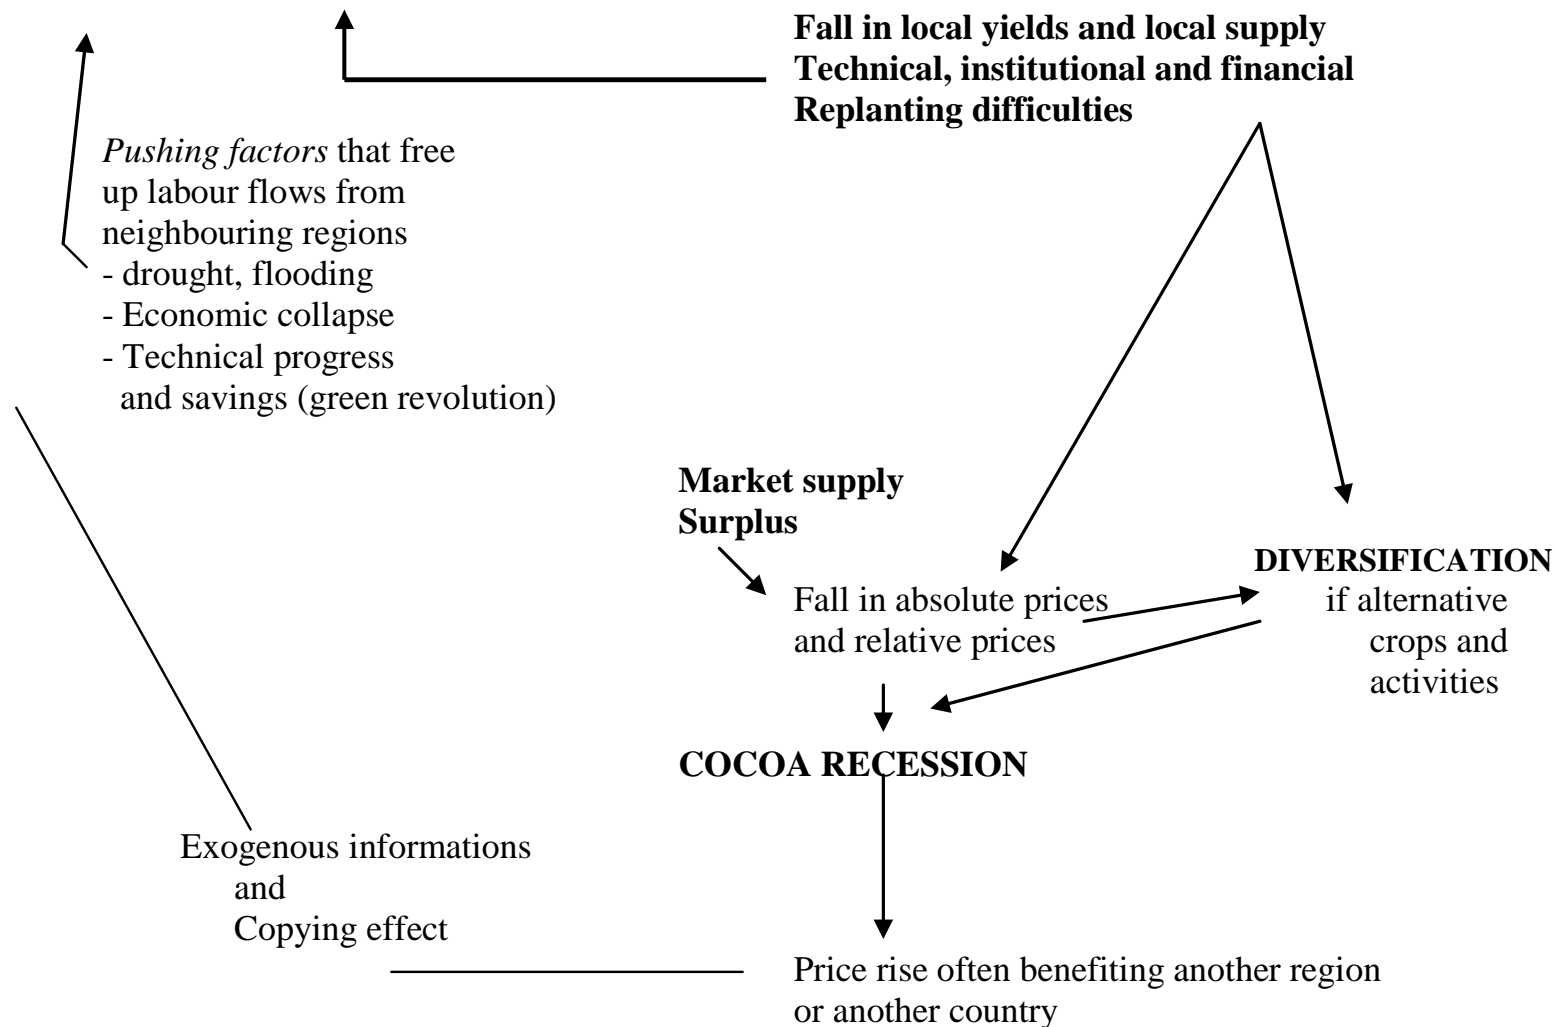 Fall in local yields and local supply
Technical, institutional and financial
Replanting difficulties
Pushing factors that free
up labour flows from
neighbouring regions
- drought, flooding
- Economic collapse
- Technical progress
and savings (green revolution)
Market supply
Surplus
DIVERSIFICATION
if alternative
crops and
activities
Fall in absolute prices
and relative prices
COCOA RECESSION
Exogenous informations
and
Copying effect
Price rise often benefiting another region
or another country